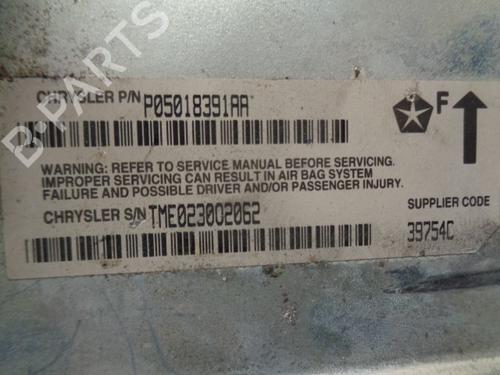 B-PARTS
CHRYSLER P/N P05018391AA
F
WARNING: REFER TO SERVICE MANUAL BEFORE SERVICING.
IMPROPER SERVICING CAN RESULT IN AIR BAG SYSTEM
FAILURE AND POSSIBLE DRIVER AND/OR PASSENGER INJURY.
CHRYSLER S/N TME023002062
SUPPLIER CODE
39754C